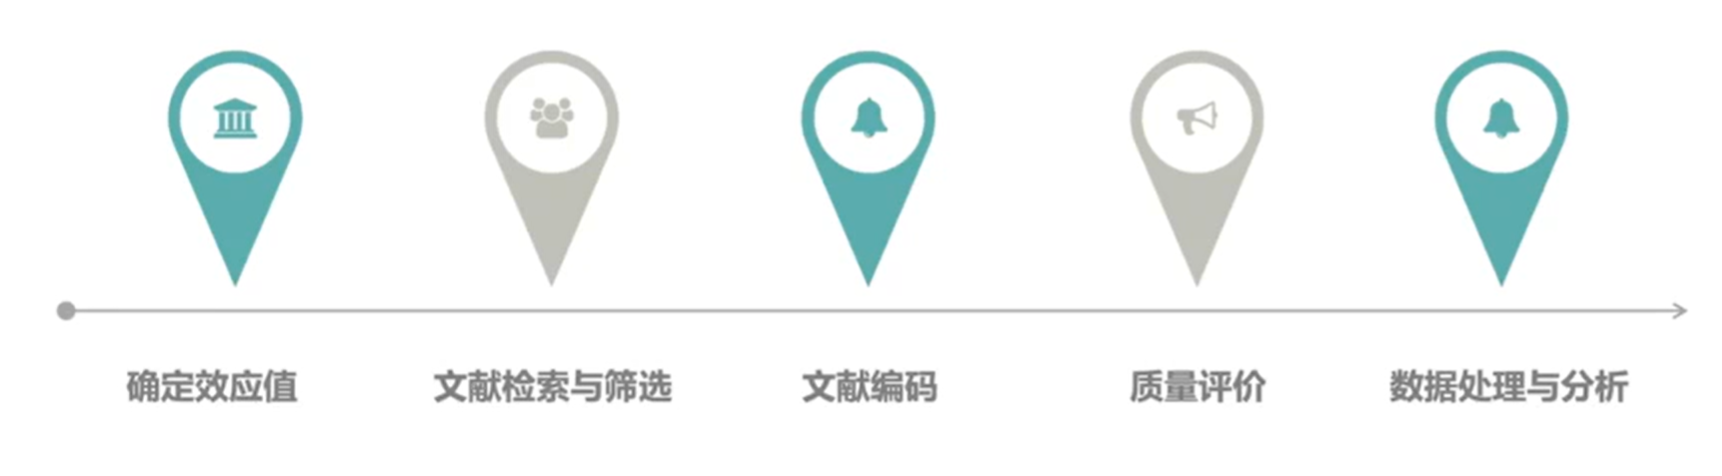 确定效应值
文献检索与筛选
文献编码
质量评价
数据处理与分析